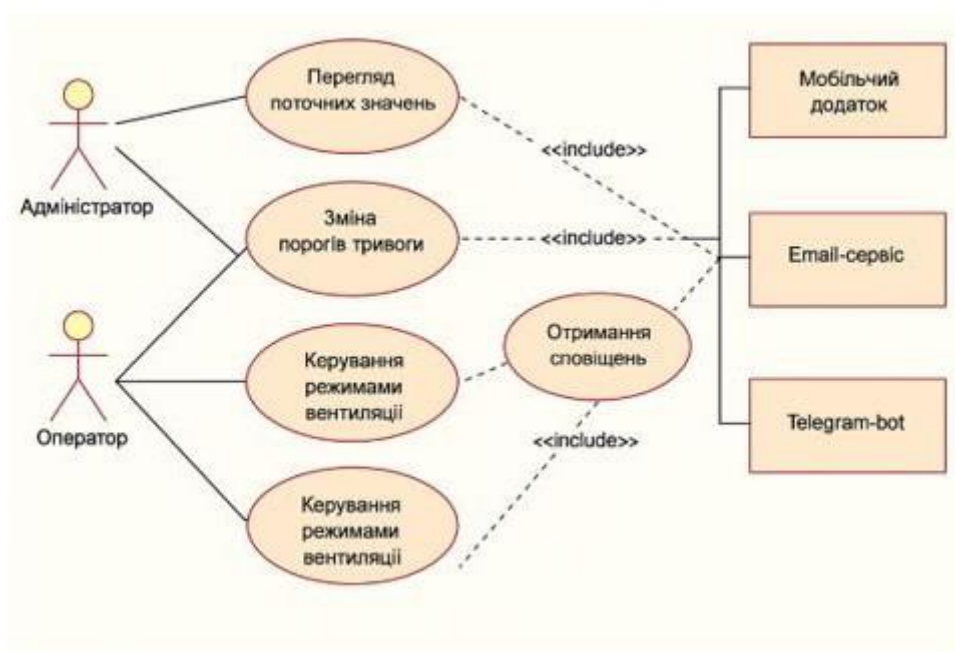 Перегляд
поточних значень
Мобільчий
додаток
<<include>>
Адміністратор
Зміна
порогів тривоги
<<include>>
Email-сервіс
Отримання
сповіщень
Керування
режимами
вентиляції
Оператор
<<include>>
Telegram-bot
Керування
режимами
вентиляції